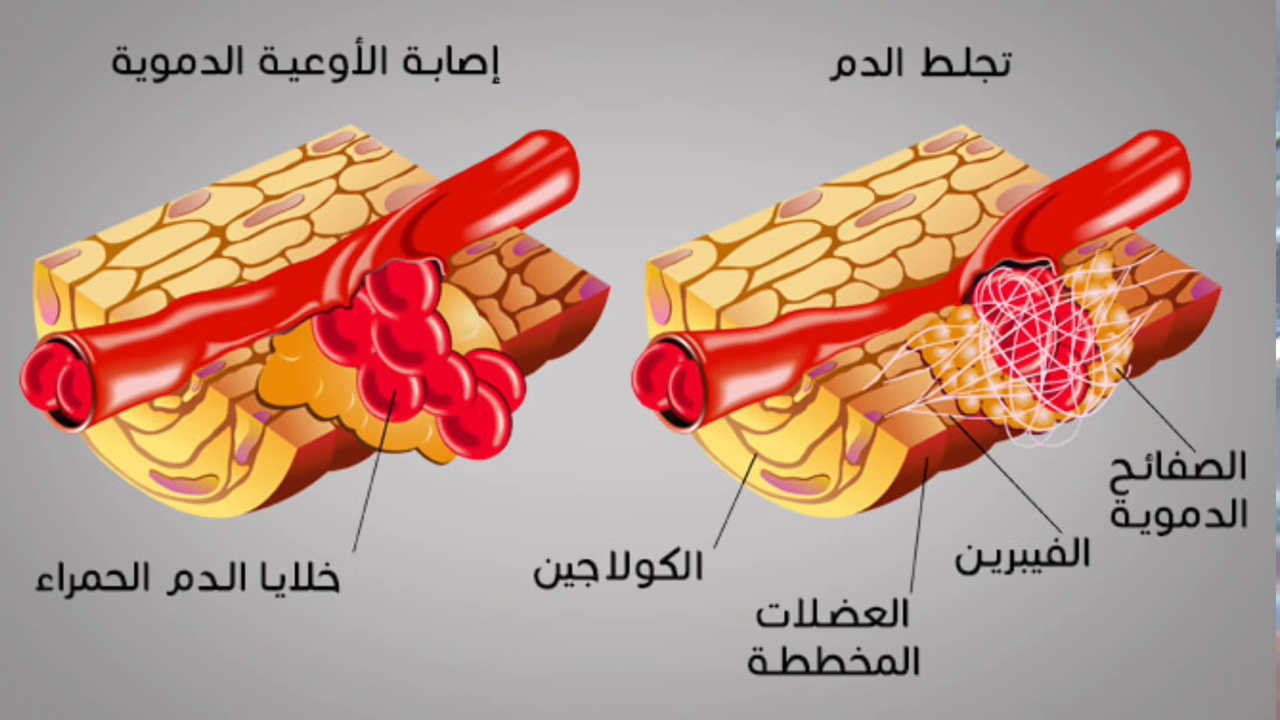 إصابة الأوعية الدموية
تجلط الدم
الصفائح
الدموية
الفيبرين
الكولاجين
خلايا الدم الحمراء
العضلات
المخططة